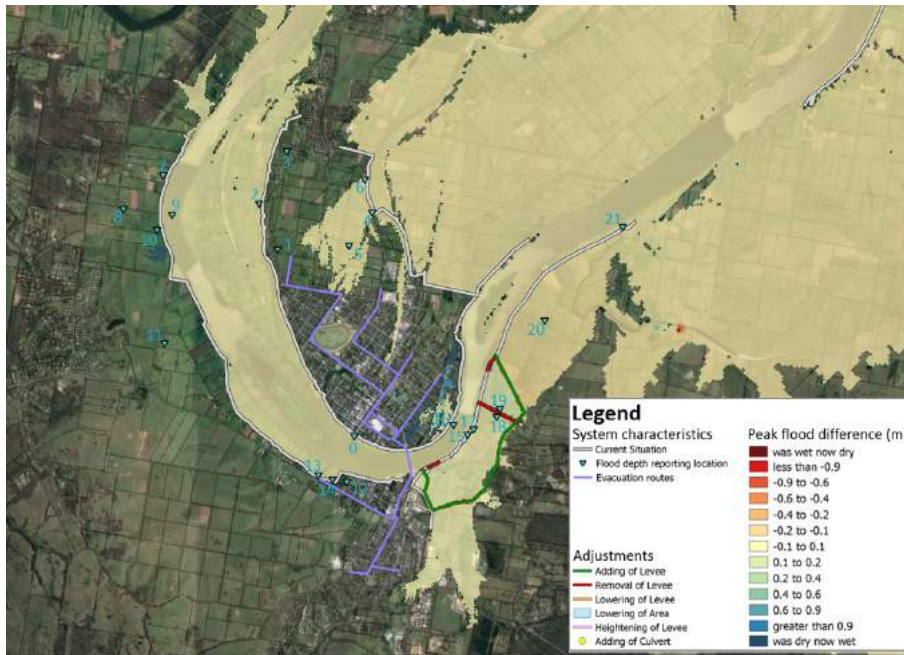 3
6
2
9
8
10
1
5
21
11
20
19
18
0
15
13
Legend
System characteristics
Current Situation
Flood depth reporting location
Evacuation routes
Adjustments
Adding of Levee
Removal of Levee
Lowering of Levee
Lowering of Area
Heightening of Levee
Adding of Culvert
Peak flood difference (m
was wet now dry
less than -0.9
-0.9 to -0.6
-0.6 to -0.4
-0.4 to -0.2
-0.2 to -0.1
-0.1 to 0.1
0.1 to 0.2
0.2 to 0.4
0.4 to 0.6
0.6 to 0.9
greater than 0.9
was dry now wet